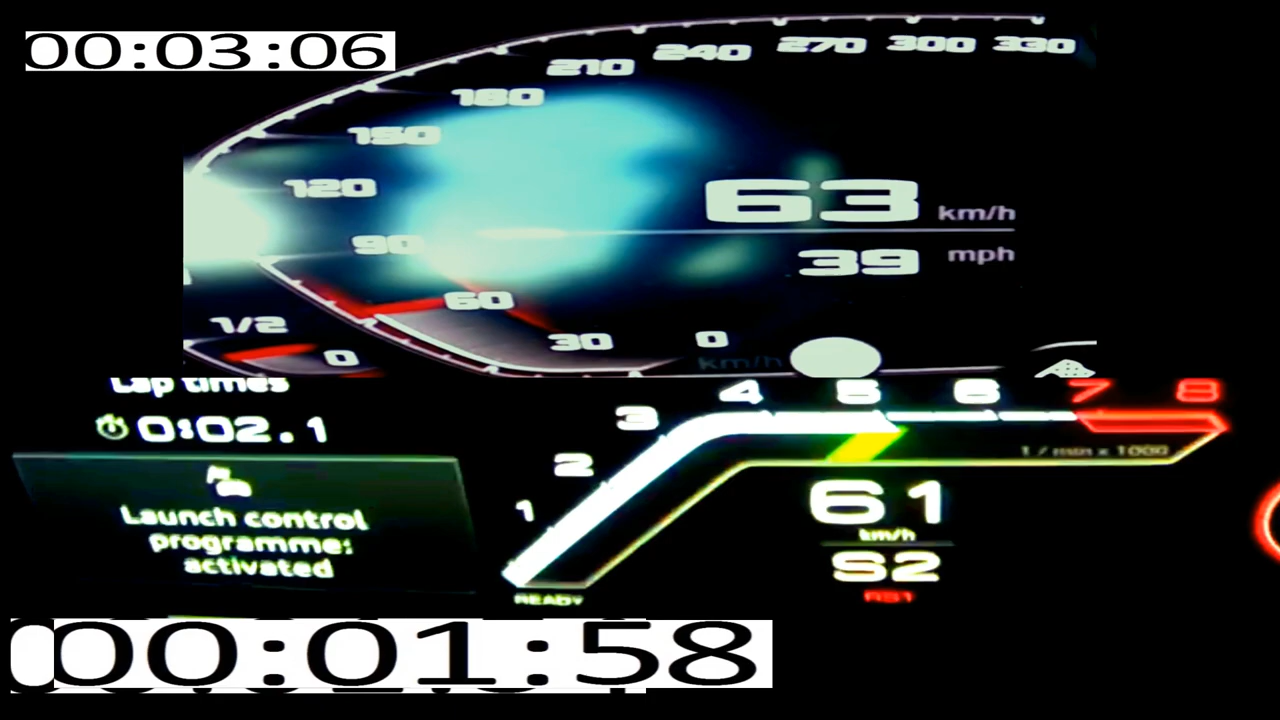 00:03:06
210 240 270 300 330
180
150
120
63 km/h
90
39 mph
60
1/2
30 0
0
km/h
Lap times
0:02.1
Launch control
programme:
activated
1 2 3 4 5 6 7 8
1 / min x 1000
61
km/h
S2
RS1
READY
00:01:58